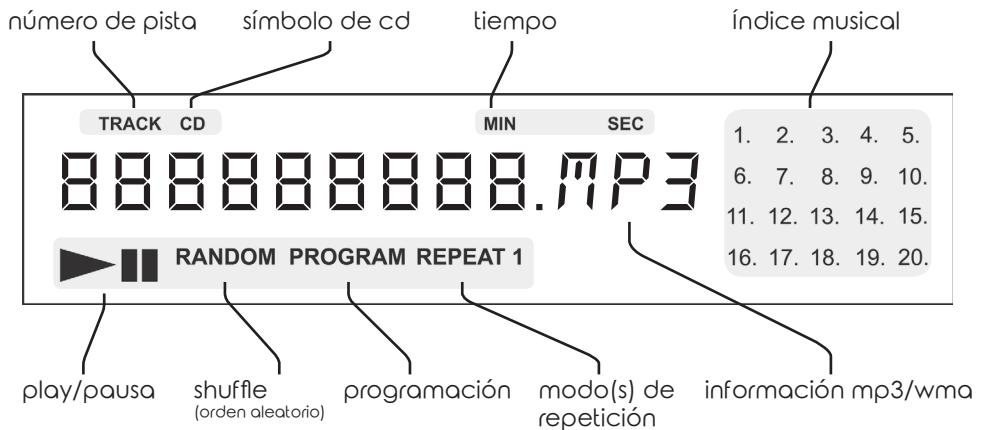 número de pista símbolo de cd tiempo Índice musical
TRACK CD MIN SEC
888888888.MP3
1. 2. 3. 4. 5.
6. 7. 8. 9. 10.
11. 12. 13. 14. 15.
16. 17. 18. 19. 20.
RANDOM PROGRAM REPEAT 1
play/pausa shuffle programación modo(s) de información mp3/wma
(orden aleatorio) repetición